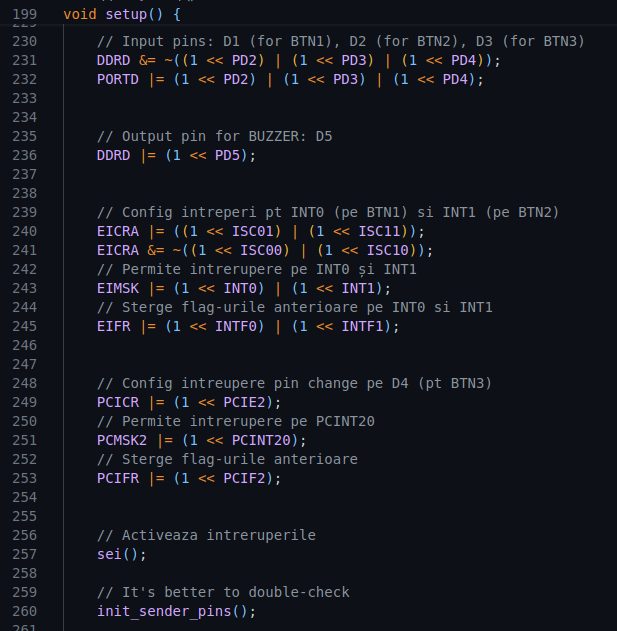 199 void setup() {
230 // Input pins: D1 (for BTN1), D2 (for BTN2), D3 (for BTN3)
231 DDRD &= ~((1 << PD2) | (1 << PD3) | (1 << PD4));
232 PORTD |= (1 << PD2) | (1 << PD3) | (1 << PD4);
233
234
235 // Output pin for BUZZER: D5
236 DDRD |= (1 << PD5);
237
238
239 // Config intreperi pt INT0 (pe BTN1) si INT1 (pe BTN2)
240 EICRA |= ((1 << ISC01) | (1 << ISC11));
241 EICRA &= ~((1 << ISC00) | (1 << ISC10));
242 // Permite intrerupere pe INT0 și INT1
243 EIMSK |= (1 << INT0) | (1 << INT1);
244 // Sterge flag-urile anterioare pe INT0 si INT1
245 EIFR |= (1 << INTF0) | (1 << INTF1);
246
247
248 // Config intreupere pin change pe D4 (pt BTN3)
249 PCICR |= (1 << PCIE2);
250 // Permite intrerupere pe PCINT20
251 PCMSK2 |= (1 << PCINT20);
252 // Sterge flag-urile anterioare
253 PCIFR |= (1 << PCIF2);
254
255
256 // Activeaza intreruperile
257 sei();
258
259 // It's better to double-check
260 init_sender_pins();
261